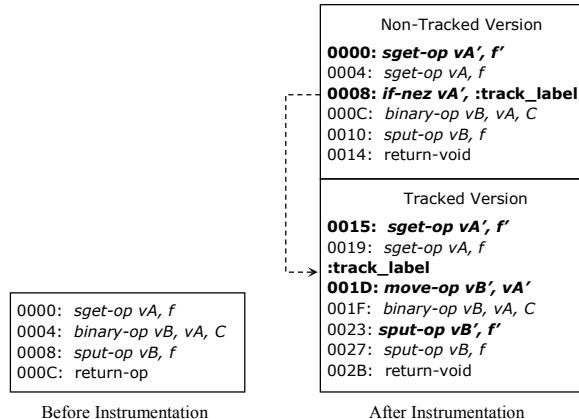 Non-Tracked Version
0000: sget-op vA′, f′
0004: sget-op vA, f
0008: if-nez vA′, :track_label
000C: binary-op vB, vA, C
0010: sput-op vB, f
0014: return-void
Tracked Version
0015: sget-op vA′, f′
0019: sget-op vA, f
:track_label
001D: move-op vB′, vA′
001F: binary-op vB, vA, C
0023: sput-op vB′, f′
0027: sput-op vB, f
002B: return-void
0000: sget-op vA, f
0004: binary-op vB, vA, C
0008: sput-op vB, f
000C: return-op
Before Instrumentation
After Instrumentation